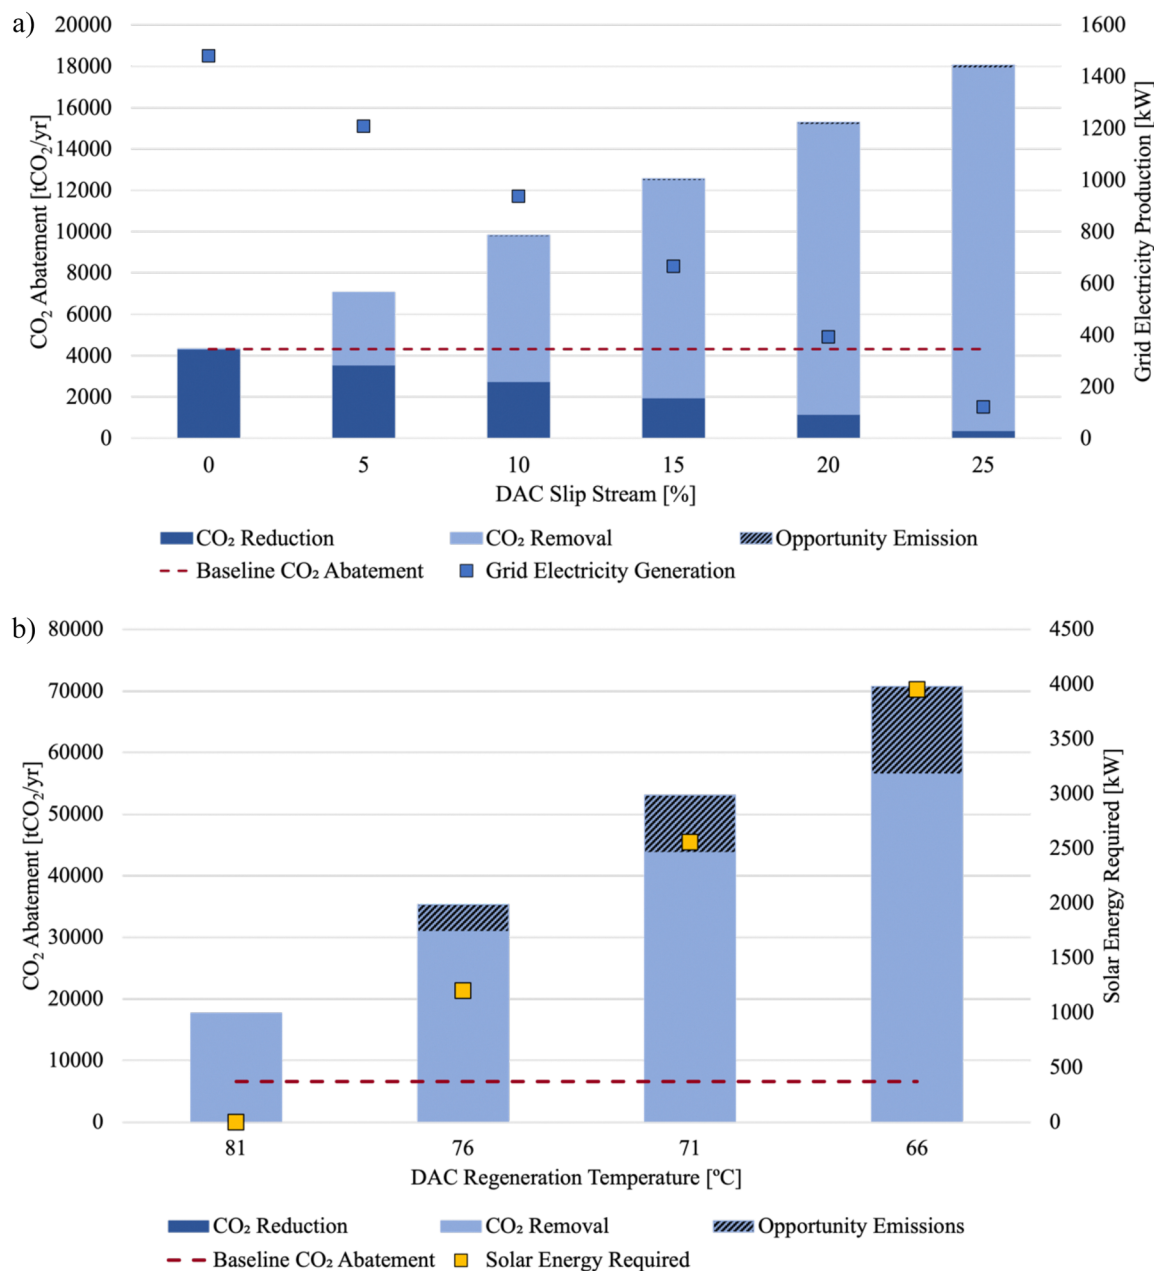 a)
20000
18000
16000
14000
12000
10000
8000
6000
4000
2000
0
CO₂ Abatement [tCO₂/yr]
1600
1400
1200
1000
800
600
400
200
0
Grid Electricity Production [kW]
0 5 10 15 20 25
DAC Slip Stream [%]
CO₂ Reduction CO₂ Removal Opportunity Emission
Baseline CO₂ Abatement Grid Electricity Generation
b)
80000
70000
60000
50000
40000
30000
20000
10000
0
CO₂ Abatement [tCO₂/yr]
4500
4000
3500
3000
2500
2000
1500
1000
500
0
Solar Energy Required [kW]
81 76 71 66
DAC Regeneration Temperature [ºC]
CO₂ Reduction CO₂ Removal Opportunity Emissions
Baseline CO₂ Abatement Solar Energy Required